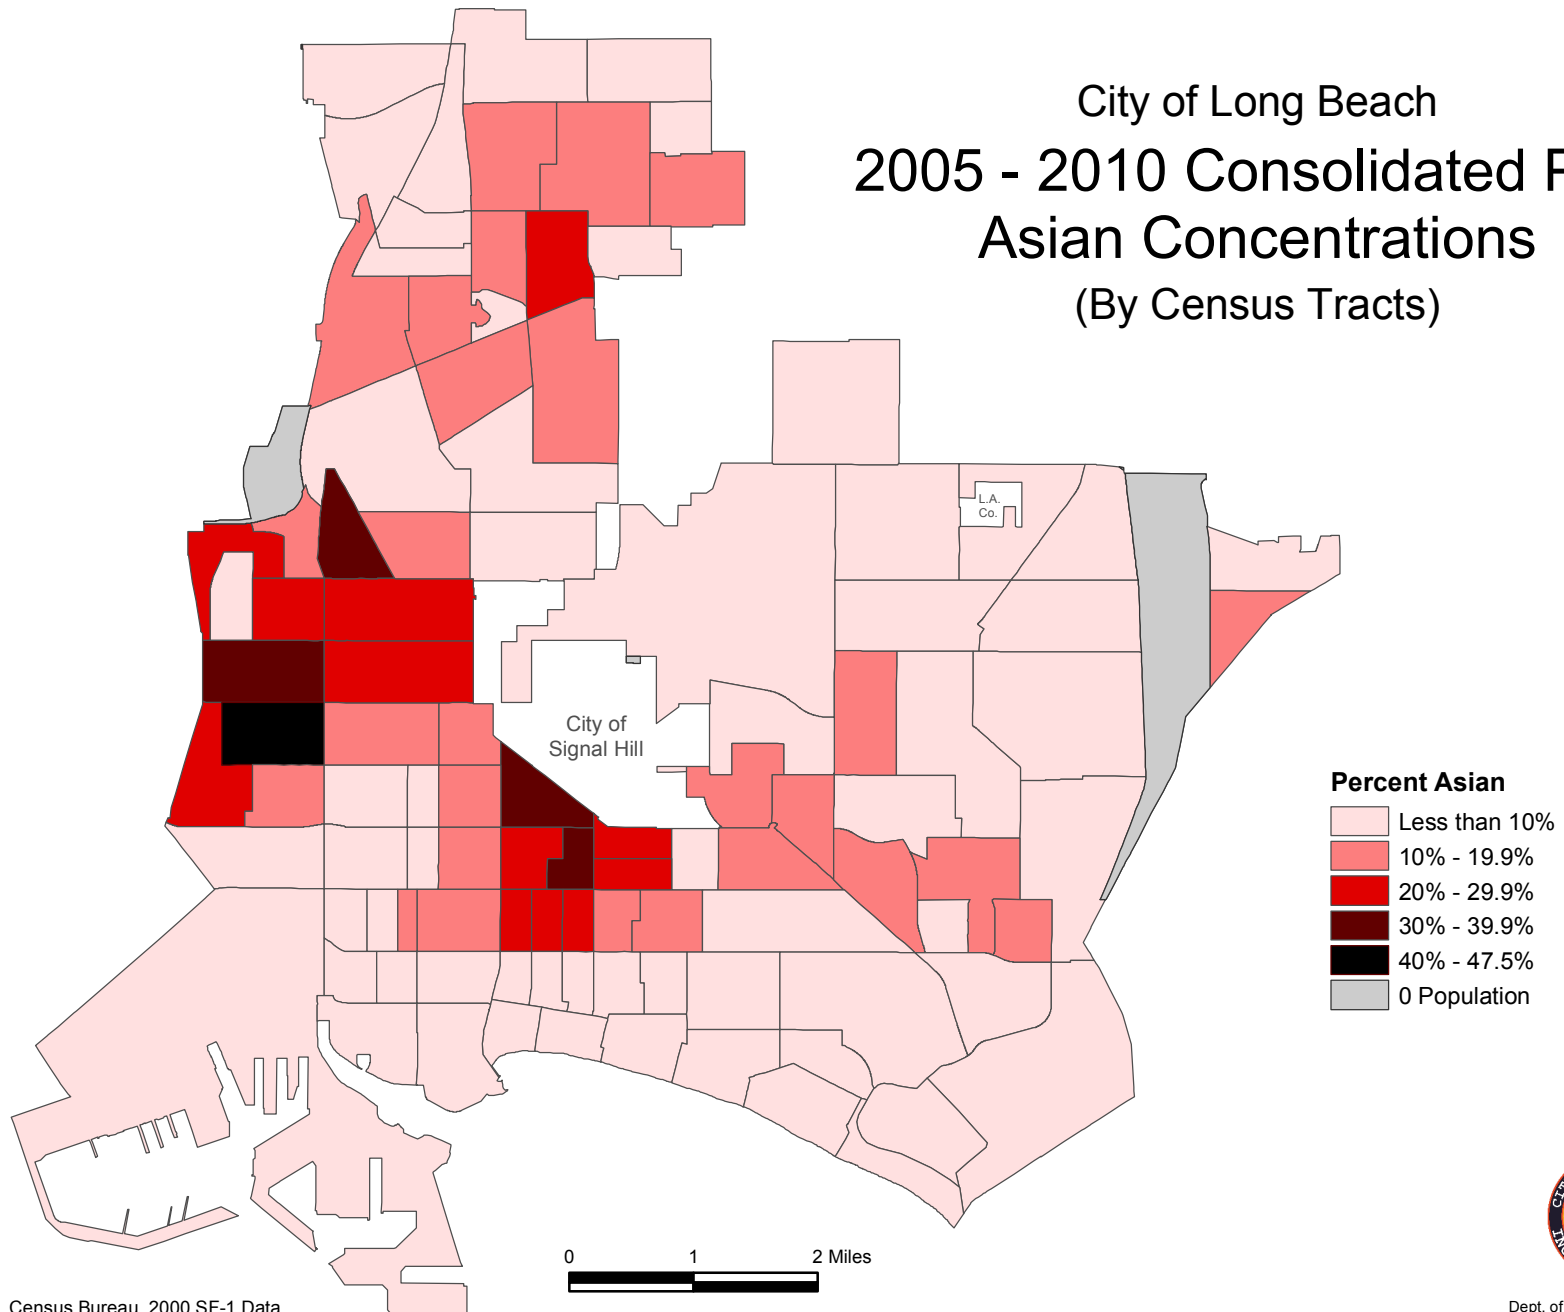 City of Long Beach
2005 - 2010 Consolidated
Asian Concentrations
(By Census Tracts)
L.A.
Co.
City of
Signal Hill
Percent Asian
Less than 10%
10% - 19.9%
20% - 29.9%
30% - 39.9%
40% - 47.5%
0 Population
0 1 2 Miles
Census Bureau, 2000 SF-1 Data
Dept. of